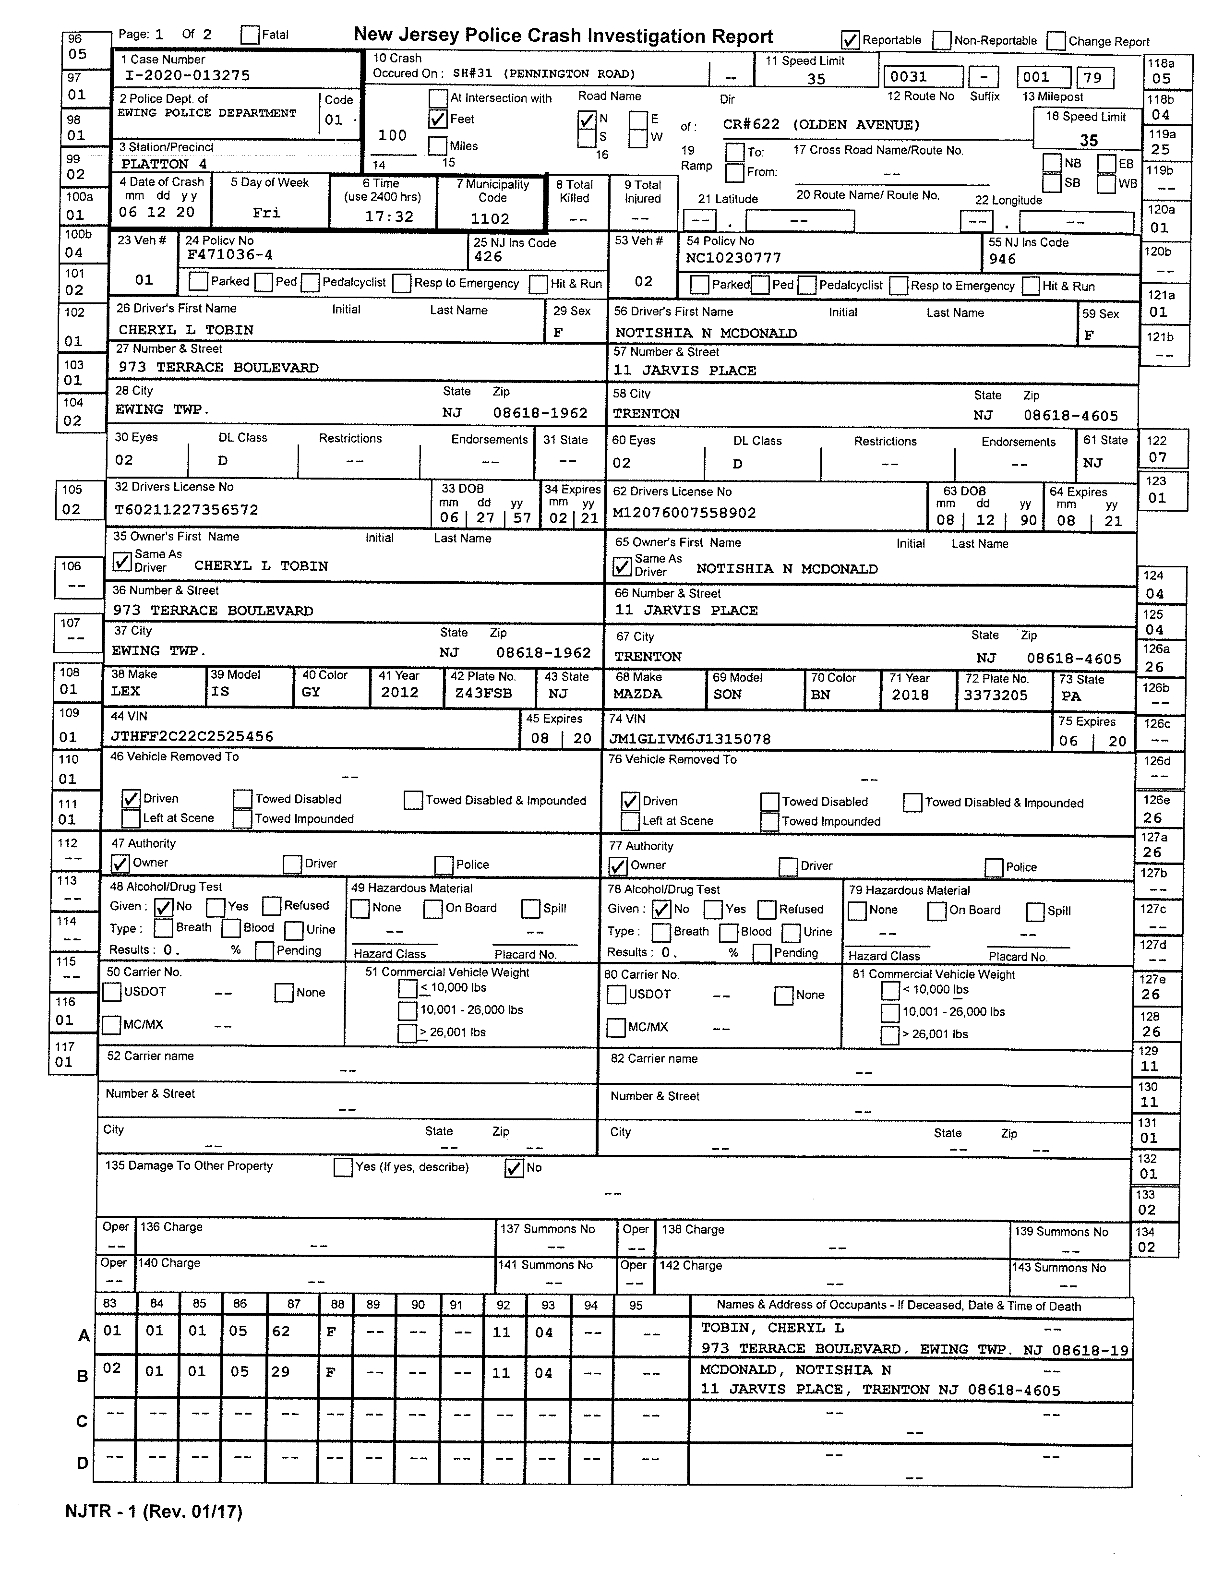 Page: 1 Of 2 Fatal New Jersey Police Crash Investigation Report Reportable Non-Reportable Change Report
96 05
97 01
98 01
99 02
100a 01
100b 04
101 02
102 01
103 01
104 02
105 02
106 --
107 --
108 01
109 01
110 01
111 01
112 --
113 --
114 --
115 --
116 01
117 01
1 Case Number
I-2020-013275
10 Crash
Occured On : SH#31 (PENNINGTON ROAD) --
11 Speed Limit
35
0031 - 001 79
12 Route No Suffix 13 Milepost
2 Police Dept. of Code
EWING POLICE DEPARTMENT 01
3 Station/Precinct
PLATTON 4
At Intersection with Road Name Dir
100 Feet N E of: CR#622 (OLDEN AVENUE)
Miles S W
14 15 16
18 Speed Limit
35
19 Ramp To: From:
17 Cross Road Name/Route No.
--
NB EB
SB WB
4 Date of Crash 5 Day of Week 6 Time 7 Municipality 8 Total 9 Total
mm dd yy (use 2400 hrs) Code Killed Injured
06 12 20 Fri 17:32 1102 -- --
20 Route Name/ Route No.
21 Latitude 22 Longitude
-- . -- -- . --
23 Veh # 24 Policy No 25 NJ Ins Code 53 Veh # 54 Policy No 55 NJ Ins Code
01 F471036-4 426 02 NC10230777 946
Parked Ped Pedalcyclist Resp to Emergency Hit & Run Parked Ped Pedalcyclist Resp to Emergency Hit & Run
26 Driver's First Name Initial Last Name 29 Sex 56 Driver's First Name Initial Last Name 59 Sex
CHERYL L TOBIN F NOTISHIA N MCDONALD F
27 Number & Street 57 Number & Street
973 TERRACE BOULEVARD 11 JARVIS PLACE
28 City State Zip 58 City State Zip
EWING TWP. NJ 08618-1962 TRENTON NJ 08618-4605
30 Eyes DL Class Restrictions Endorsements 31 State 60 Eyes DL Class Restrictions Endorsements 61 State
02 D -- -- -- 02 D -- -- NJ
32 Drivers License No 33 DOB 34 Expires 62 Drivers License No 63 DOB 64 Expires
mm dd yy mm yy mm dd yy mm yy
T60211227356572 06 27 57 02 21 M12076007558902 08 12 90 08 21
35 Owner's First Name Initial Last Name 65 Owner's First Name Initial Last Name
Same As Driver CHERYL L TOBIN Same As Driver NOTISHIA N MCDONALD
36 Number & Street 66 Number & Street
973 TERRACE BOULEVARD 11 JARVIS PLACE
37 City State Zip 67 City State Zip
EWING TWP. NJ 08618-1962 TRENTON NJ 08618-4605
38 Make 39 Model 40 Color 41 Year 42 Plate No. 43 State 68 Make 69 Model 70 Color 71 Year 72 Plate No. 73 State
LEX IS GY 2012 Z43FSB NJ MAZDA SON BN 2018 3373205 PA
44 VIN 45 Expires 74 VIN 75 Expires
JTHFF2C22C2525456 08 20 JM1GLIVM6J1315078 06 20
46 Vehicle Removed To 76 Vehicle Removed To
-- --
Driven Towed Disabled Towed Disabled & Impounded Driven Towed Disabled Towed Disabled & Impounded
Left at Scene Towed Impounded Left at Scene Towed Impounded
47 Authority 77 Authority
Owner Driver Police Owner Driver Police
48 Alcohol/Drug Test 49 Hazardous Material 78 Alcohol/Drug Test 79 Hazardous Material
Given : No Yes Refused None On Board Spill Given : No Yes Refused None On Board Spill
Type : Breath Blood Urine -- -- Type : Breath Blood Urine -- --
Results : 0 . % Pending Hazard Class Placard No. Results : 0 . % Pending Hazard Class Placard No.
50 Carrier No. 51 Commercial Vehicle Weight 80 Carrier No. 81 Commercial Vehicle Weight
USDOT -- None ≤ 10,000 lbs USDOT -- None < 10,000 lbs
10,001 - 26,000 lbs 10,001 - 26,000 lbs
MC/MX -- ≥ 26,001 lbs MC/MX -- > 26,001 lbs
52 Carrier name 82 Carrier name
-- --
Number & Street Number & Street
-- --
City State Zip City State Zip
-- -- -- -- -- --
135 Damage To Other Property Yes (If yes, describe) No
--
Oper 136 Charge 137 Summons No Oper 138 Charge 139 Summons No
-- -- -- -- -- --
Oper 140 Charge 141 Summons No Oper 142 Charge 143 Summons No
-- -- -- -- -- --
83 84 85 86 87 88 89 90 91 92 93 94 95 Names & Address of Occupants - If Deceased, Date & Time of Death
A 01 01 01 05 62 F -- -- -- 11 04 -- -- TOBIN, CHERYL L --
973 TERRACE BOULEVARD, EWING TWP. NJ 08618-19
B 02 01 01 05 29 F -- -- -- 11 04 -- -- MCDONALD, NOTISHIA N --
11 JARVIS PLACE, TRENTON NJ 08618-4605
C -- -- -- -- -- -- -- -- -- -- -- -- -- -- --
--
D -- -- -- -- -- -- -- -- -- -- -- -- -- -- --
--
118a 05
118b 04
119a 25
119b --
120a 01
120b --
121a 01
121b --
122 07
123 01
124 04
125 04
126a 26
126b --
126c --
126d --
126e 26
127a 26
127b --
127c --
127d --
127e 26
128 26
129 11
130 11
131 01
132 01
133 02
134 02
NJTR - 1 (Rev. 01/17)